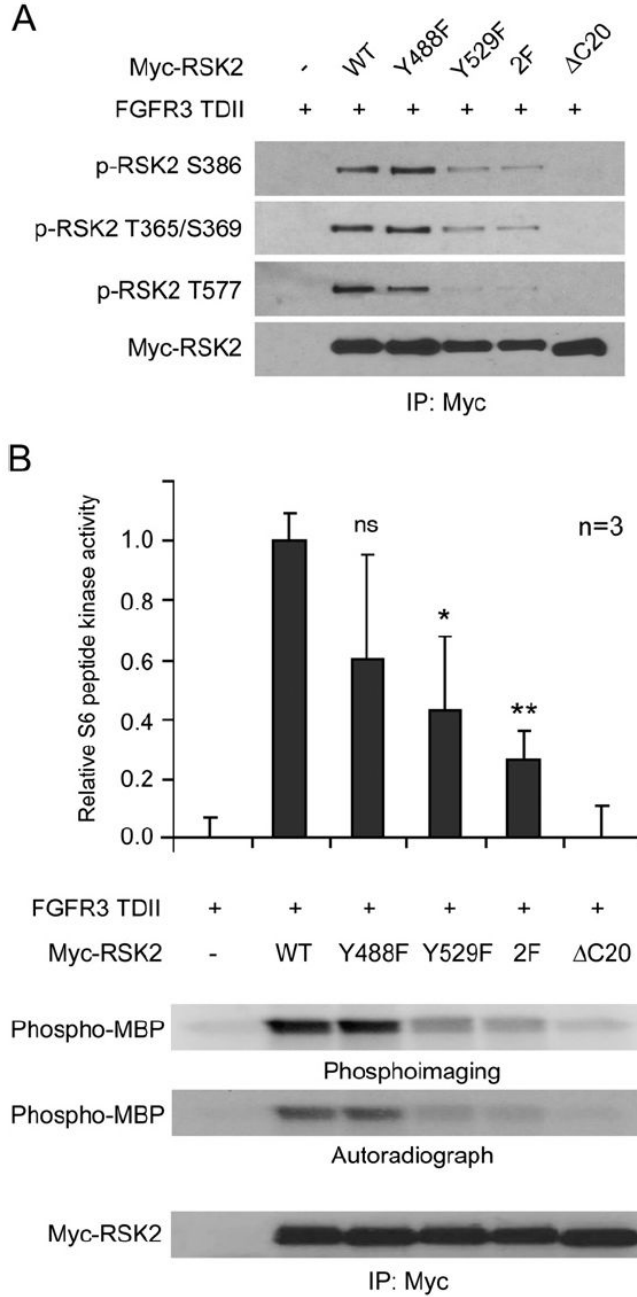 A
Myc-RSK2 - WT Y488F Y529F 2F ΔC20
FGFR3 TDII + + + + + +
p-RSK2 S386
p-RSK2 T365/S369
p-RSK2 T577
Myc-RSK2
IP: Myc
B
Relative S6 peptide kinase activity
ns n=3
1.0
0.8
*
0.6
0.4
**
0.2
0.0
FGFR3 TDII + + + + + +
Myc-RSK2 - WT Y488F Y529F 2F ΔC20
Phospho-MBP
Phosphoimaging
Phospho-MBP
Autoradiograph
Myc-RSK2
IP: Myc